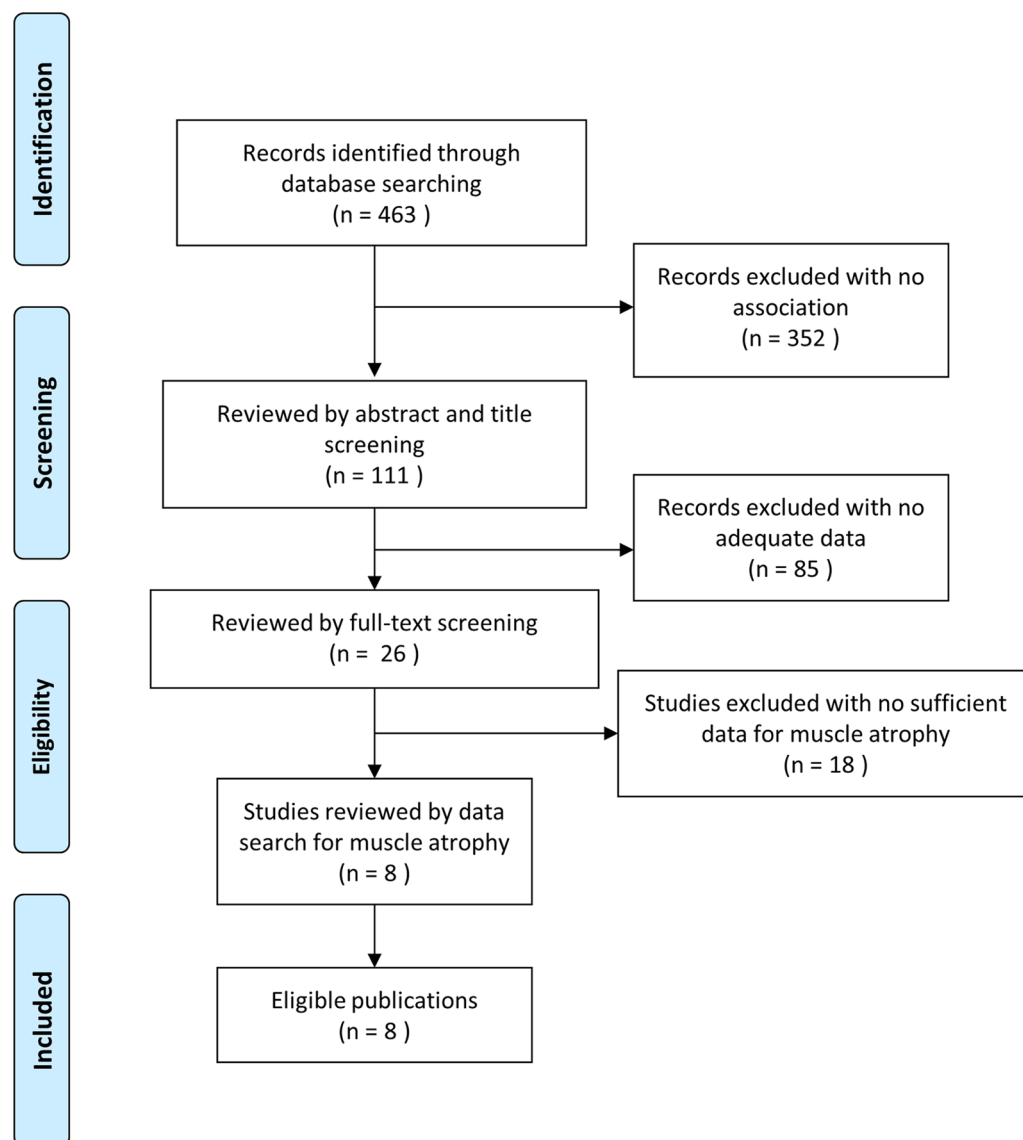 Identification
Records identified through
database searching
(n = 463 )
Records excluded with no
association
(n = 352 )
Screening
Reviewed by abstract and title
screening
(n = 111 )
Records excluded with no
adequate data
(n = 85 )
Reviewed by full-text screening
(n =  26 )
Eligibility
Studies excluded with no sufficient
data for muscle atrophy
(n = 18 )
Studies reviewed by data
search for muscle atrophy
(n = 8 )
Included
Eligible publications
(n = 8 )